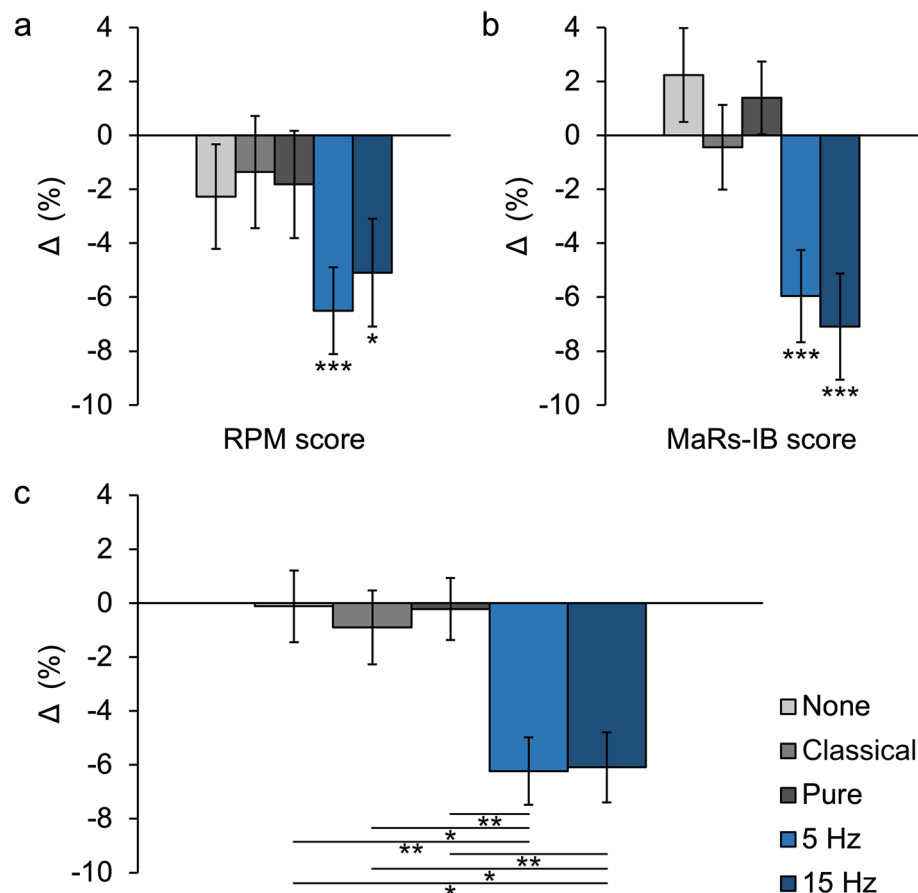 a
4
2
0
-2
-4
-6
-8
-10
Δ (%)
***
*
RPM score
b
4
2
0
-2
-4
-6
-8
-10
Δ (%)
***
***
MaRs-IB score
c
4
2
0
-2
-4
-6
-8
-10
Δ (%)
**
*
**
**
*
*
None
Classical
Pure
5 Hz
15 Hz